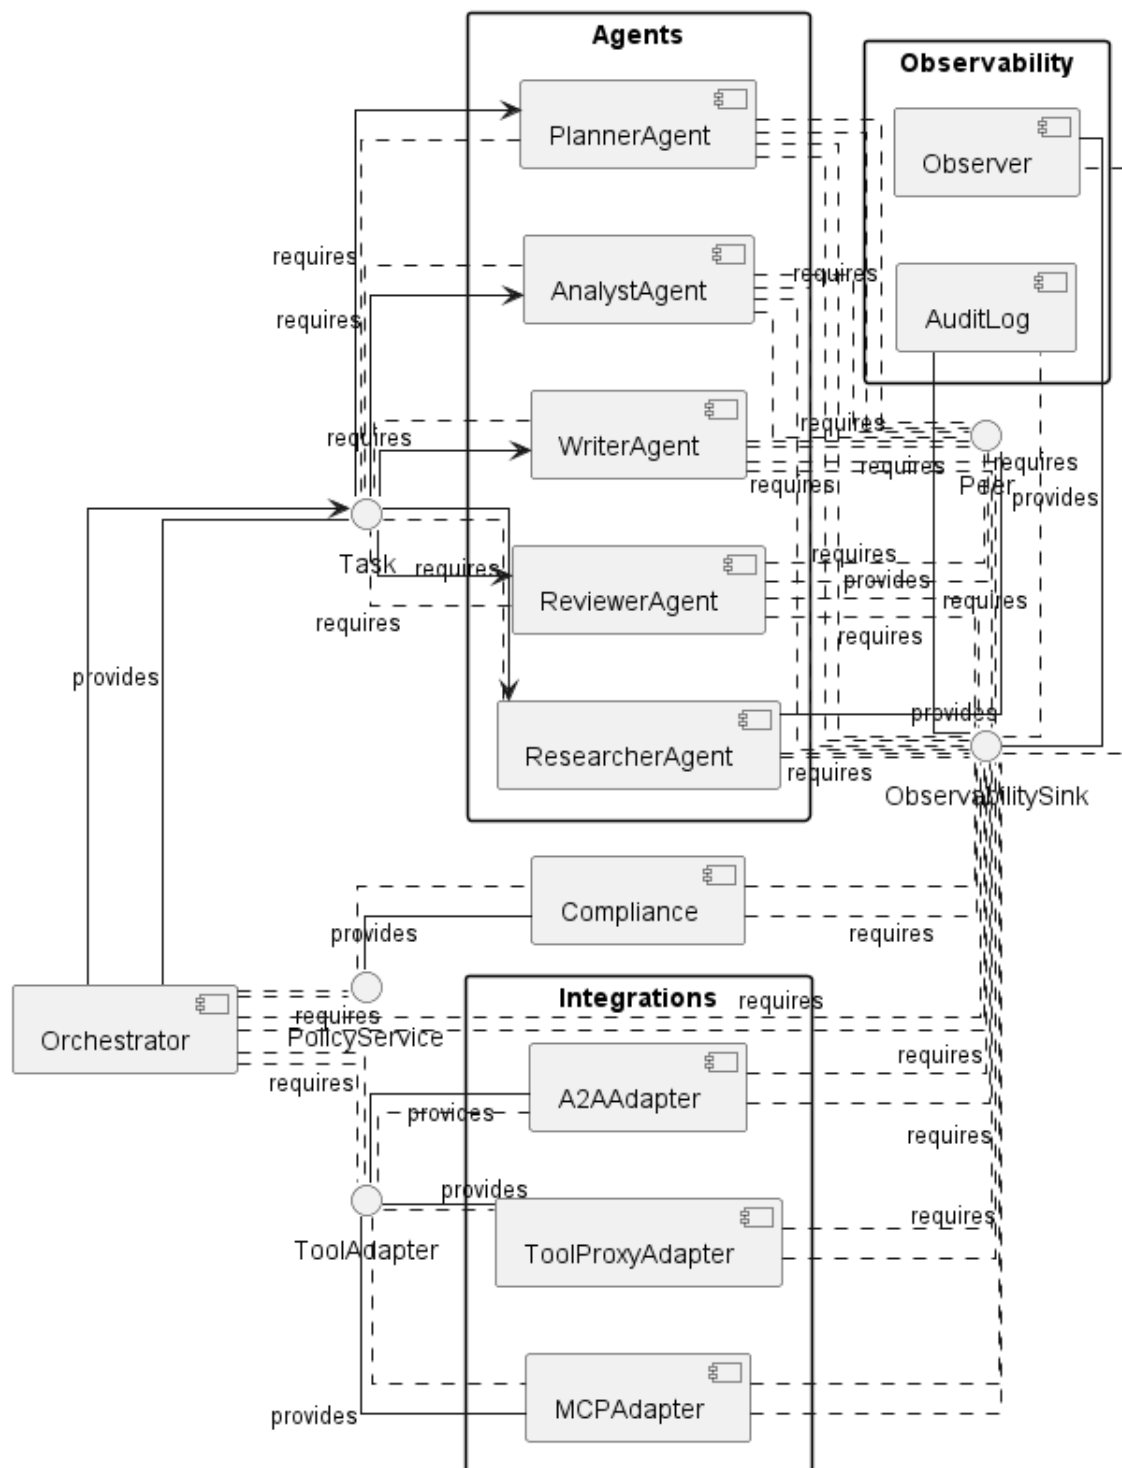 Agents
Observability
PlannerAgent
Observer
requires
AnalystAgent
requires
requires
AuditLog
requires
requires
requires
WriterAgent
requires
requires
requires
Peer
provides
Task
requires
requires
provides
ReviewerAgent
requires
requires
requires
provides
provides
ResearcherAgent
requires
ObservabilitySink
Compliance
provides
requires
Integrations
requires
requires
PolicyService
Orchestrator
requires
requires
A2AAdapter
provides
requires
provides
requires
ToolAdapter
ToolProxyAdapter
MCPAdapter
provides